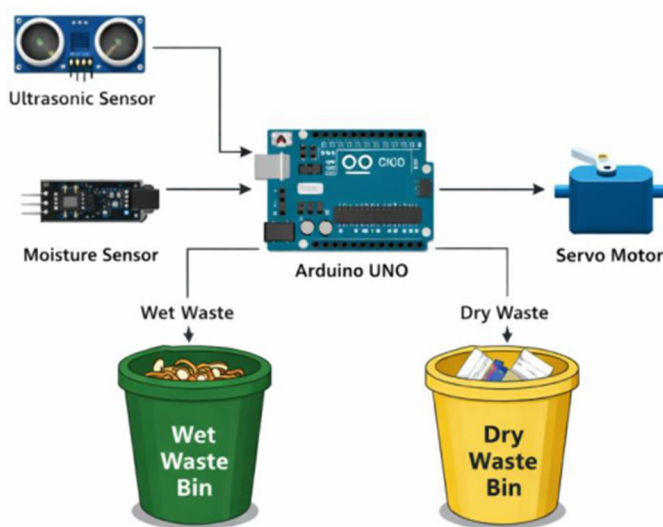 Ultrasonic Sensor
Moisture Sensor
Arduino UNO
Servo Motor
Wet Waste
Dry Waste
Wet
Waste
Bin
Dry
Waste
Bin